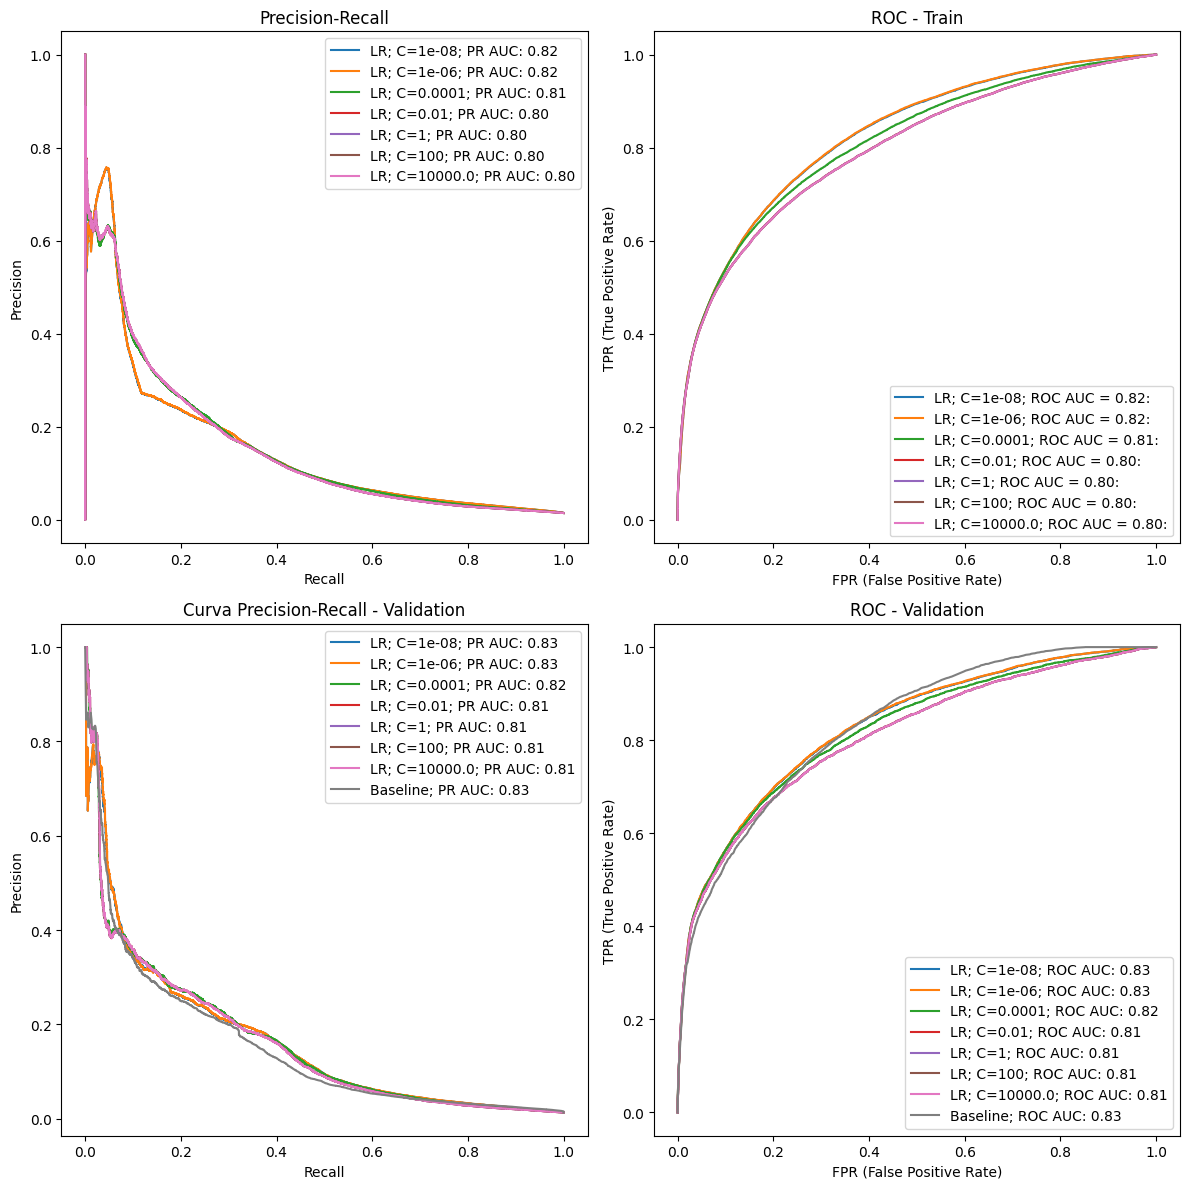 Precision-Recall
Precision
1.0
0.8
0.6
0.4
0.2
0.0
LR; C=1e-08; PR AUC: 0.82
LR; C=1e-06; PR AUC: 0.82
LR; C=0.0001; PR AUC: 0.81
LR; C=0.01; PR AUC: 0.80
LR; C=1; PR AUC: 0.80
LR; C=100; PR AUC: 0.80
LR; C=10000.0; PR AUC: 0.80
0.0 0.2 0.4 0.6 0.8 1.0
Recall
ROC - Train
TPR (True Positive Rate)
1.0
0.8
0.6
0.4
0.2
0.0
LR; C=1e-08; ROC AUC = 0.82:
LR; C=1e-06; ROC AUC = 0.82:
LR; C=0.0001; ROC AUC = 0.81:
LR; C=0.01; ROC AUC = 0.80:
LR; C=1; ROC AUC = 0.80:
LR; C=100; ROC AUC = 0.80:
LR; C=10000.0; ROC AUC = 0.80:
0.0 0.2 0.4 0.6 0.8 1.0
FPR (False Positive Rate)
Curva Precision-Recall - Validation
Precision
1.0
0.8
0.6
0.4
0.2
0.0
LR; C=1e-08; PR AUC: 0.83
LR; C=1e-06; PR AUC: 0.83
LR; C=0.0001; PR AUC: 0.82
LR; C=0.01; PR AUC: 0.81
LR; C=1; PR AUC: 0.81
LR; C=100; PR AUC: 0.81
LR; C=10000.0; PR AUC: 0.81
Baseline; PR AUC: 0.83
0.0 0.2 0.4 0.6 0.8 1.0
Recall
ROC - Validation
TPR (True Positive Rate)
1.0
0.8
0.6
0.4
0.2
0.0
LR; C=1e-08; ROC AUC: 0.83
LR; C=1e-06; ROC AUC: 0.83
LR; C=0.0001; ROC AUC: 0.82
LR; C=0.01; ROC AUC: 0.81
LR; C=1; ROC AUC: 0.81
LR; C=100; ROC AUC: 0.81
LR; C=10000.0; ROC AUC: 0.81
Baseline; ROC AUC: 0.83
0.0 0.2 0.4 0.6 0.8 1.0
FPR (False Positive Rate)